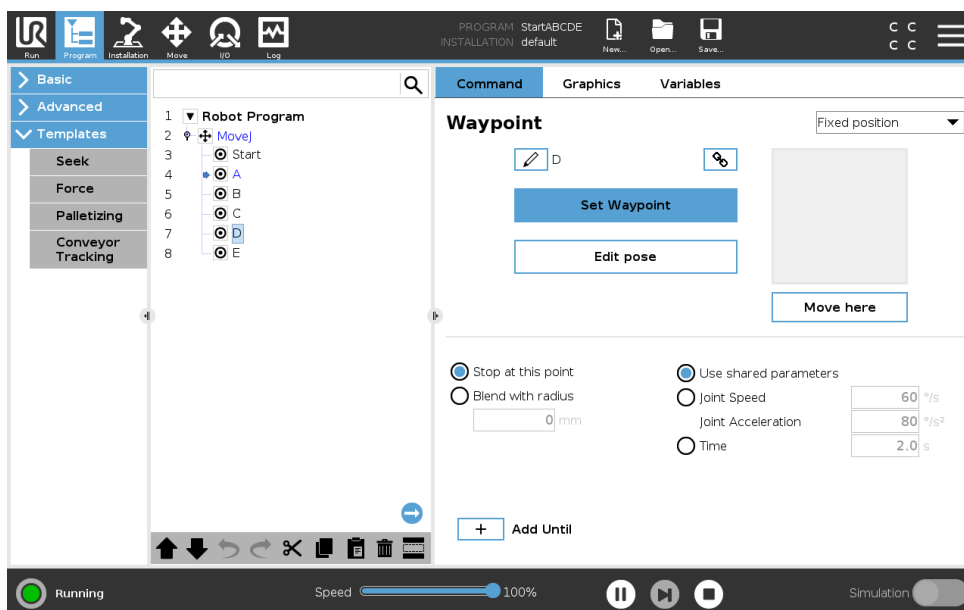 PROGRAM StartABCDE
INSTALLATION default
UR
Run
Program
Installation
Move
I/O
Log
New...
Open...
Save...
C C
C C
Basic
Advanced
Templates
Seek
Force
Palletizing
Conveyor
Tracking
1 Robot Program
2 MoveJ
3 Start
4 A
5 B
6 C
7 D
8 E
Command Graphics Variables
Waypoint
Fixed position
D
Set Waypoint
Edit pose
Move here
Stop at this point
Blend with radius
0 mm
Use shared parameters
Joint Speed 60 °/s
Joint Acceleration 80 °/s²
Time 2.0 s
+ Add Until
Running
Speed 100%
Simulation